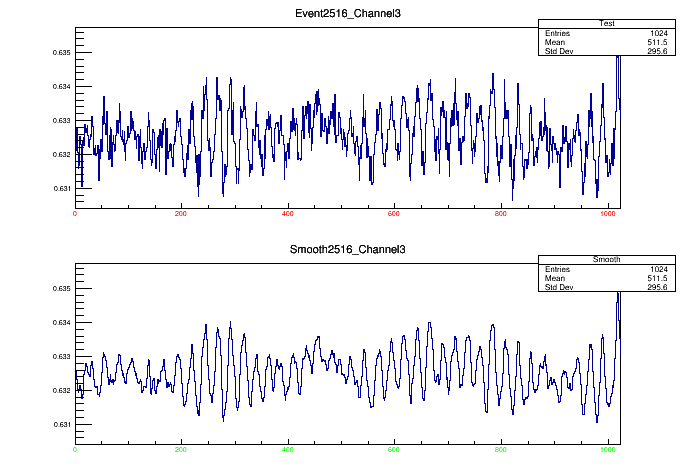 Event2516_Channel3
Test
Entries 1024
Mean 511.5
Std Dev 295.6
0.635
0.634
0.633
0.632
0.631
0 200 400 600 800 1000
Smooth2516_Channel3
Smooth
Entries 1024
Mean 511.5
Std Dev 295.6
0.635
0.634
0.633
0.632
0.631
0 200 400 600 800 1000